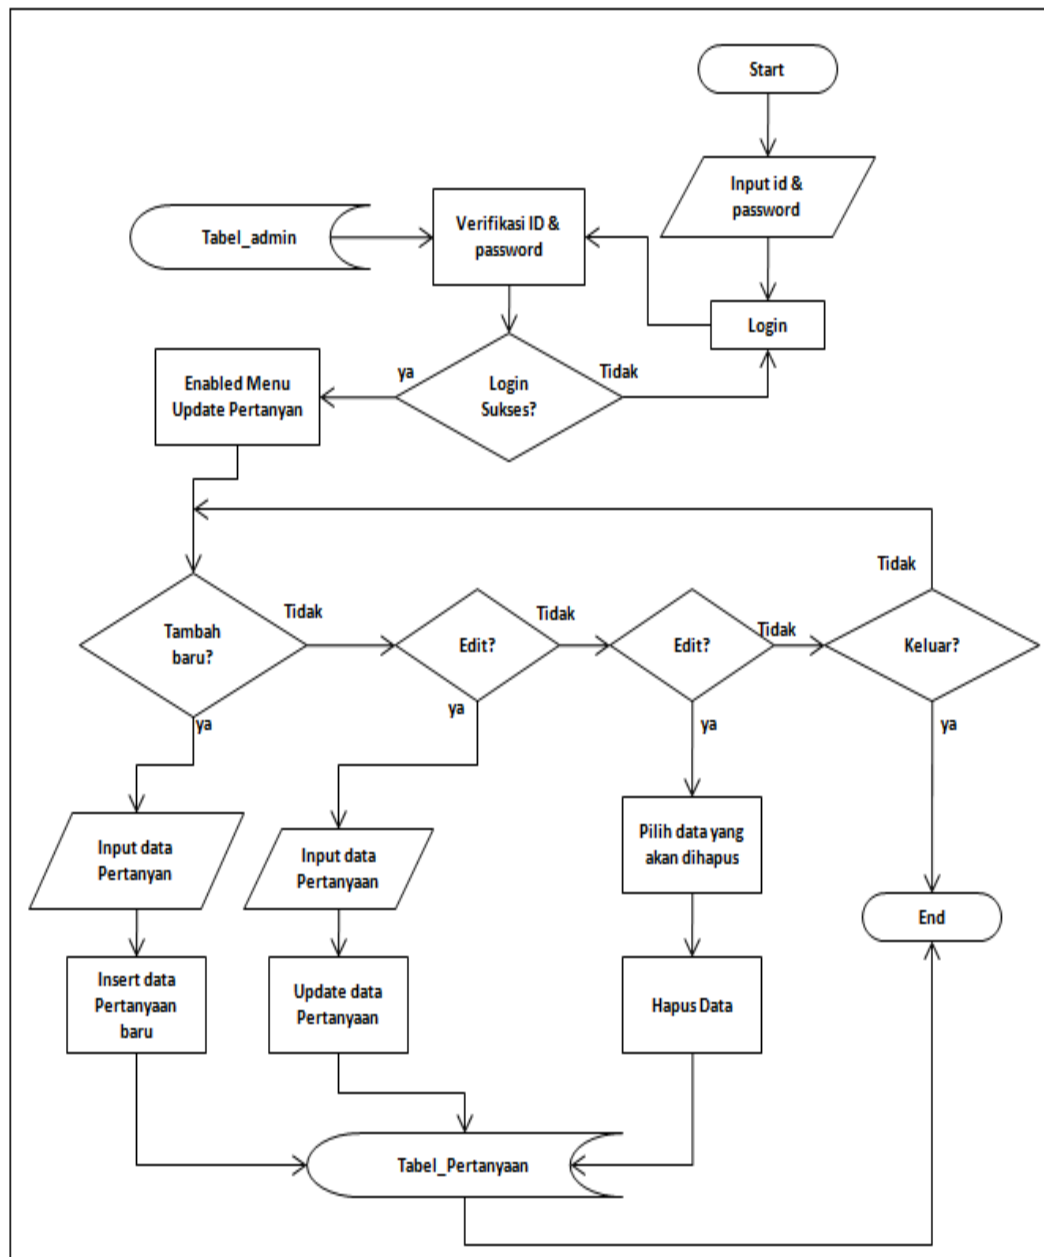 Start
Input id &
password
Tabel_admin
Verifikasi ID &
password
Login
Enabled Menu
Update Pertanyan
ya
Login
Sukses?
Tidak
Tambah
baru?
Tidak
Edit?
Tidak
Edit?
Tidak
Keluar?
Tidak
ya
ya
ya
ya
Input data
Pertanyan
Input data
Pertanyaan
Pilih data yang
akan dihapus
End
Insert data
Pertanyaan
baru
Update data
Pertanyaan
Hapus Data
Tabel_Pertanyaan